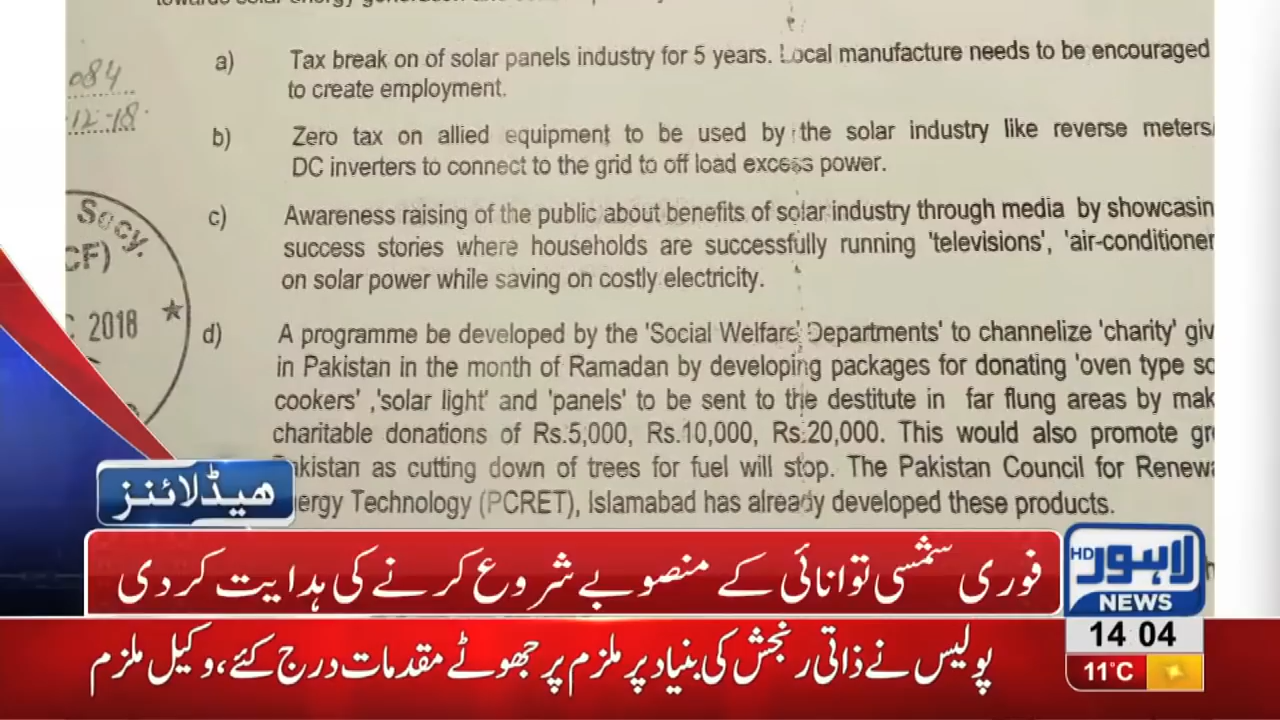 a) Tax break on of solar panels industry for 5 years. Local manufacture needs to be encouraged
to create employment.
084
12-18
b) Zero tax on allied equipment to be used by the solar industry like reverse meters/
DC inverters to connect to the grid to off load excess power.
Socy.
CF)
2018
c) Awareness raising of the public about benefits of solar industry through media by showcasin
success stories where households are successfully running 'televisions', 'air-conditioner
on solar power while saving on costly electricity.
d) A programme be developed by the 'Social Welfare Departments' to channelize 'charity' giv
in Pakistan in the month of Ramadan by developing packages for donating 'oven type so
cookers' ,'solar light' and 'panels' to be sent to the destitute in far flung areas by mak
charitable donations of Rs.5,000, Rs.10,000, Rs.20,000. This would also promote gr
akistan as cutting down of trees for fuel will stop. The Pakistan Council for Renewa
ergy Technology (PCRET), Islamabad has already developed these products.
ہیڈلائنز
فوری شمسی توانائی کے منصوبے شروع کرنے کی ہدایت کردی
لاہور HD
NEWS
14 04
11°C
پولیس نے ذاتی رنجش کی بنیاد پر ملزم پر جھوٹے مقدمات درج کئے، وکیل ملزم